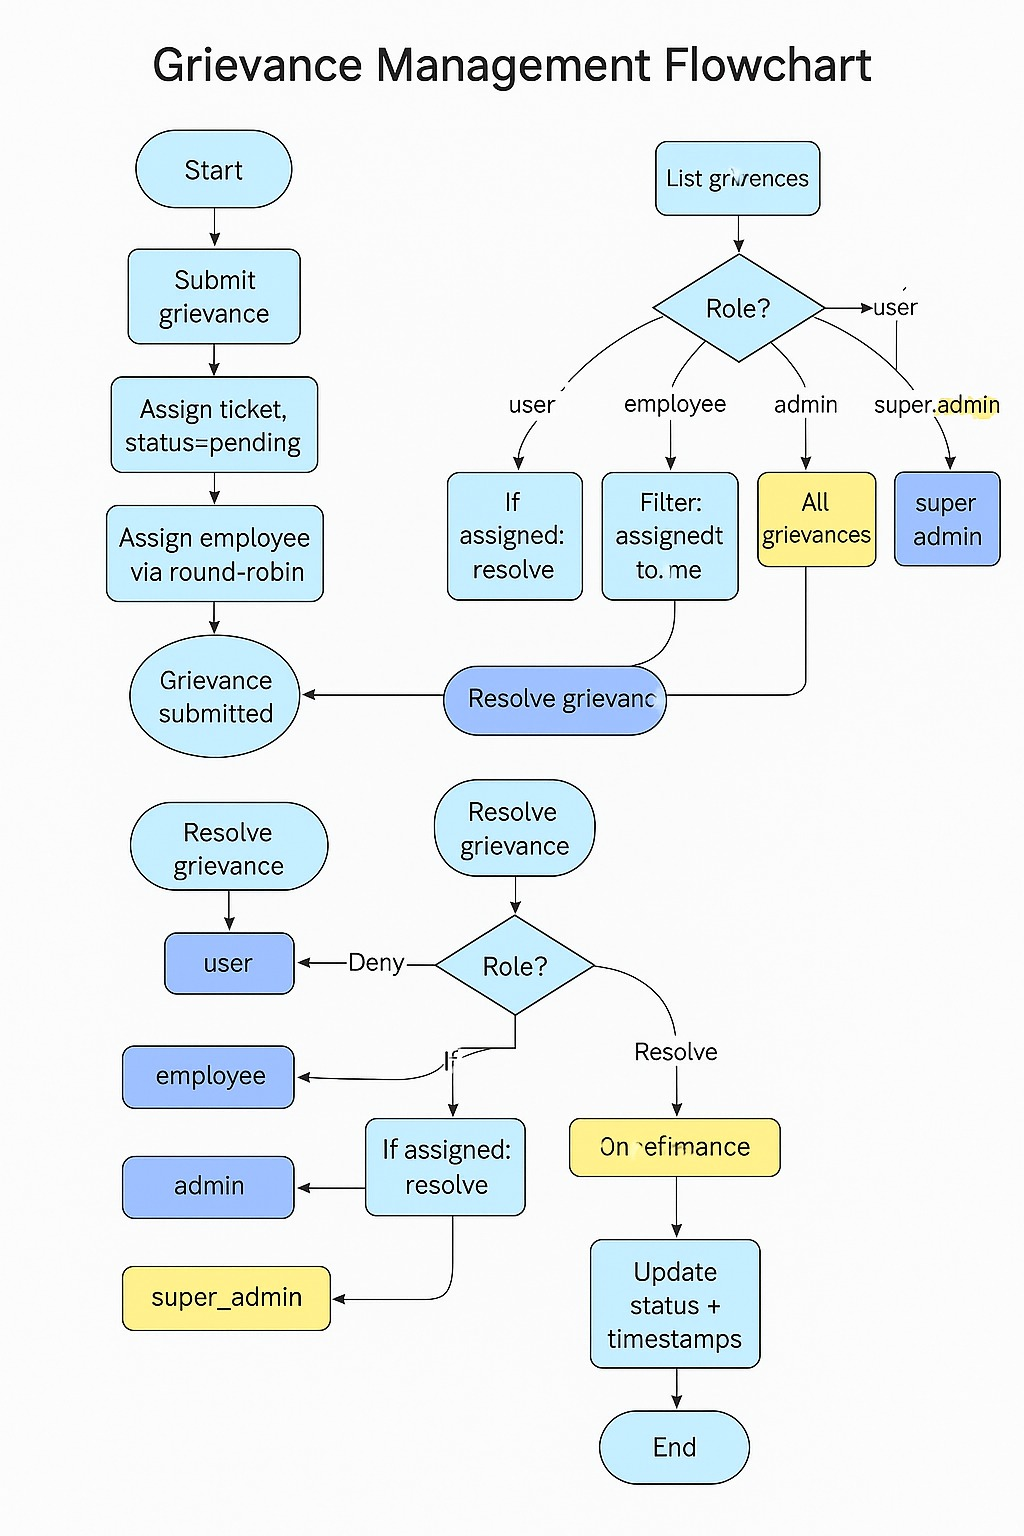 Grievance Management Flowchart
Start
Submit
grievance
Assign ticket,
status=pending
Assign employee
via round-robin
Grievance
submitted
List
Role?
user
user
employee
admin
super.admin
If
assigned:
resolve
Filter:
assignedt
to. me
All
grievances
super
admin
Resolve grievanc
Resolve
grievance
user
Resolve
grievance
Role?
Deny
employee
If
Resolve
admin
If assigned:
resolve
On
super_admin
Update
status +
timestamps
End